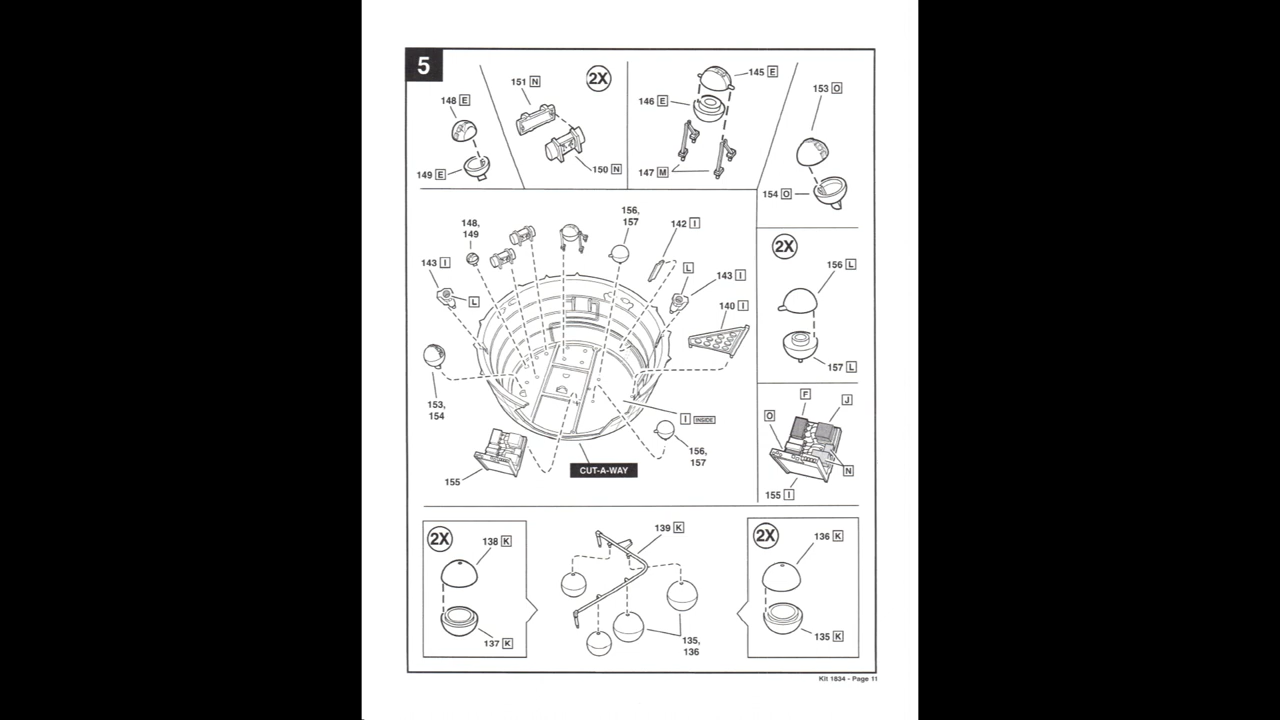 5
148 E
149 E
151 N
2X
150 N
145 E
146 E
147 M
153 O
154 O
148,
149
156,
157
142 I
143 I
L
L
143 I
140 I
2X
156 L
157 L
153,
154
I INSIDE
156,
157
155
CUT-A-WAY
F
J
O
N
155 I
2X
138 K
137 K
139 K
135,
136
2X
136 K
135 K
Kit 1834 - Page 11